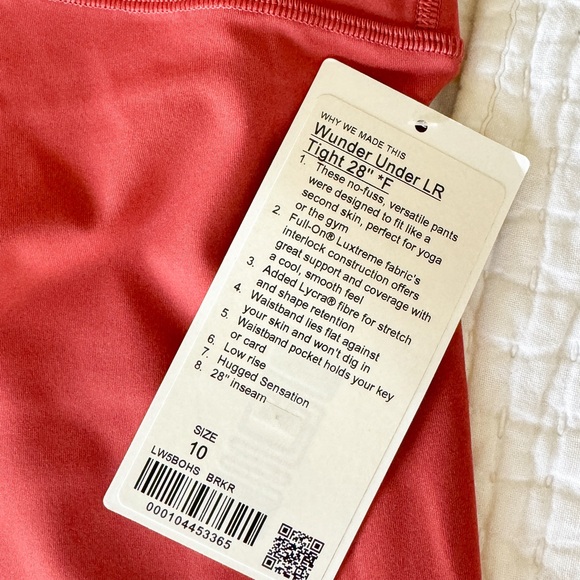 WHY WE MADE THIS
Wunder Under LR
Tight 28" *F
1. These no-fuss, versatile pants
were designed to fit like a
second skin, perfect for yoga
or the gym
2. Full-On® Luxtreme fabric's
interlock construction offers
great support and coverage with
a cool, smooth feel
3. Added Lycra® fibre for stretch
and shape retention
4. Waistband lies flat against
your skin and won't dig in
5. Waistband pocket holds your key
or card
6. Low rise
7. Hugged Sensation
8. 28" inseam
SIZE
10
LW5BOHS BRKR
000104453365